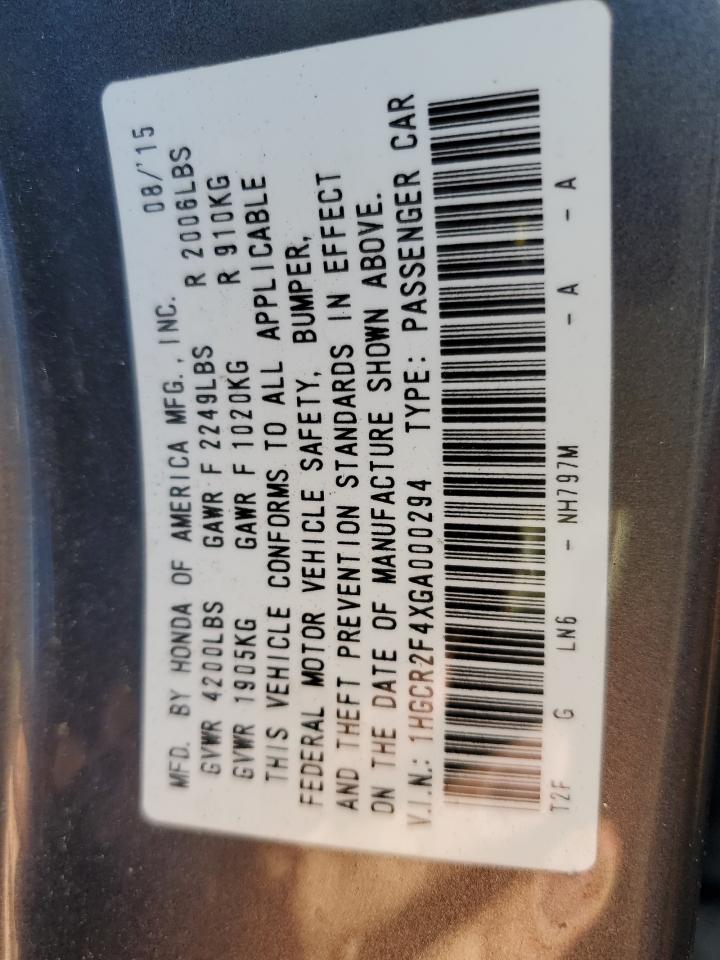 MFD. BY HONDA OF AMERICA MFG., INC. 08/'15
GVWR 4200LBS GAWR F 2249LBS R 2006LBS
GVWR 1905KG GAWR F 1020KG R 910KG
THIS VEHICLE CONFORMS TO ALL APPLICABLE
FEDERAL MOTOR VEHICLE SAFETY, BUMPER,
AND THEFT PREVENTION STANDARDS IN EFFECT
ON THE DATE OF MANUFACTURE SHOWN ABOVE.
V.I.N.: 1HGCR2F4XGA000294 TYPE: PASSENGER CAR
T2F G LN6 - NH797M - A - A